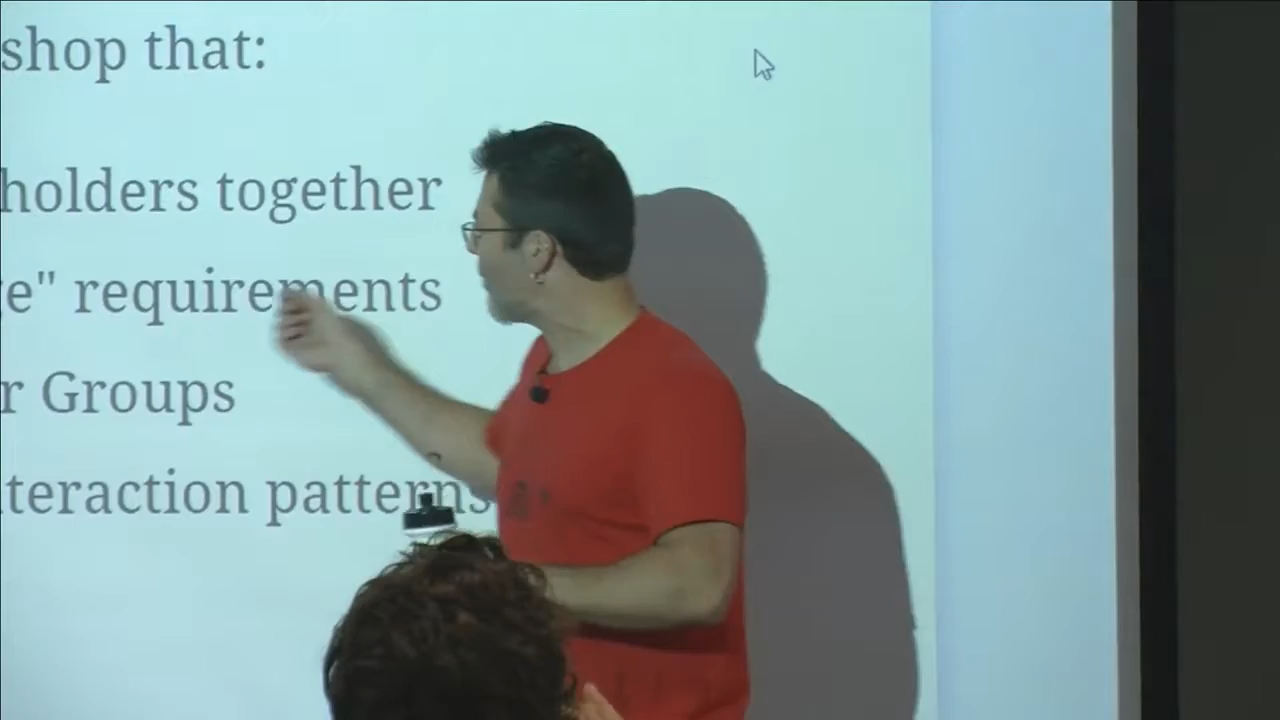 shop that:
holders together
e" requirements
r Groups
teraction patterns